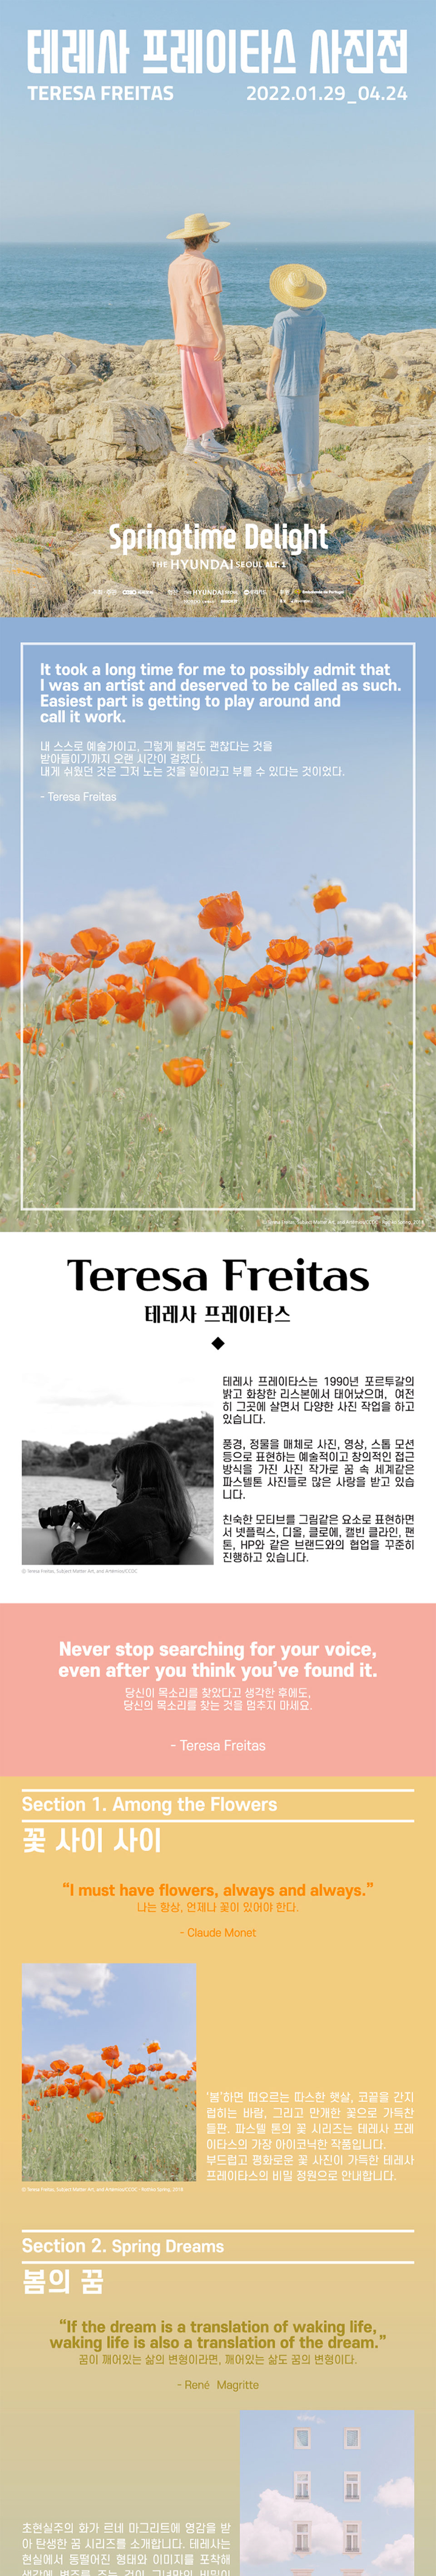 테레사 프레이타스 사진전
TERESA FREITAS 2022.01.29_04.24
Springtime Delight
THE HYUNDAI SEOUL ALT.1
It took a long time for me to possibly admit that
I was an artist and deserved to be called as such.
Easiest part is getting to play around and
call it work.
내 스스로 예술가이고, 그렇게 불려도 괜찮다는 것을
받아들이기까지 오랜 시간이 걸렸다.
내게 쉬웠던 것은 그저 노는 것을 일이라고 부를 수 있다는 것이었다.
- Teresa Freitas
Teresa Freitas
테레사 프레이타스
테레사 프레이타스는 1990년 포르투갈의
밝고 화창한 리스본에서 태어났으며, 여전
히 그곳에 살면서 다양한 사진 작업을 하고
있습니다.
풍경, 정물을 매체로 사진, 영상, 스톱 모션
등으로 표현하는 예술적이고 창의적인 접근
방식을 가진 사진 작가로 꿈 속 세계같은
파스텔톤 사진들로 많은 사랑을 받고 있습
니다.
친숙한 모티브를 그림같은 요소로 표현하면
서 넷플릭스, 디올, 클로에, 캘빈 클라인, 팬
톤, HP와 같은 브랜드와의 협업을 꾸준히
진행하고 있습니다.
© Teresa Freitas, Subject Matter Art, and Artémios/CCOC
Never stop searching for your voice,
even after you think you've found it.
당신이 목소리를 찾았다고 생각한 후에도,
당신의 목소리를 찾는 것을 멈추지 마세요.
- Teresa Freitas
Section 1. Among the Flowers
꽃 사이 사이
“I must have flowers, always and always.”
나는 항상, 언제나 꽃이 있어야 한다.
- Claude Monet
'봄'하면 떠오르는 따스한 햇살, 코끝을 간지
럽히는 바람, 그리고 만개한 꽃으로 가득찬
들판. 파스텔 톤의 꽃 시리즈는 테레사 프레
이타스의 가장 아이코닉한 작품입니다.
부드럽고 평화로운 꽃 사진이 가득한 테레사
프레이타스의 비밀 정원으로 안내합니다.
Section 2. Spring Dreams
봄의 꿈
“If the dream is a translation of waking life,
waking life is also a translation of the dream.”
꿈이 깨어있는 삶의 변형이라면, 깨어있는 삶도 꿈의 변형이다.
- René Magritte
초현실주의 화가 르네 마그리트에 영감을 받
아 탄생한 꿈 시리즈를 소개합니다. 테레사는
현실에서 동떨어진 형태와 이미지를 포착해